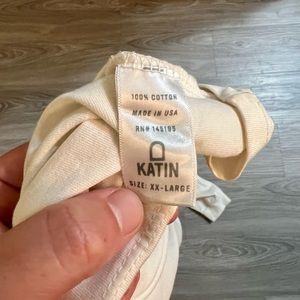 100% COTTON
MADE IN USA
RN# 145195
KATIN
SIZE: XX-LARGE